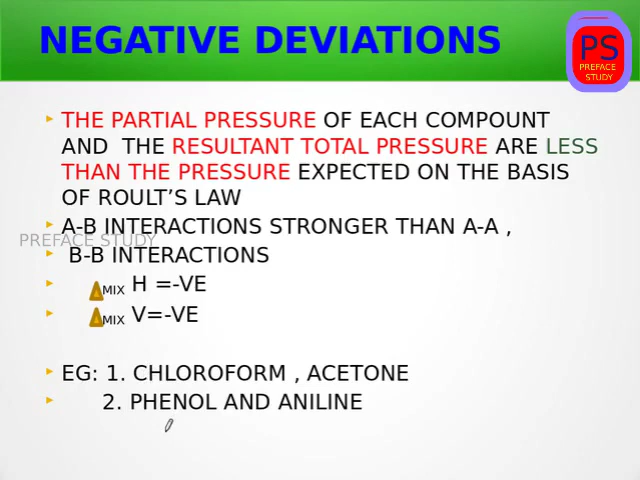 NEGATIVE DEVIATIONS
PS
PREFACE
STUDY
THE PARTIAL PRESSURE OF EACH COMPOUNT
AND THE RESULTANT TOTAL PRESSURE ARE LESS
THAN THE PRESSURE EXPECTED ON THE BASIS
OF ROULT’S LAW
A-B INTERACTIONS STRONGER THAN A-A ,
PREFACE STUDY
B-B INTERACTIONS
Δ MIX H =-VE
Δ MIX V=-VE
EG: 1. CHLOROFORM , ACETONE
2. PHENOL AND ANILINE